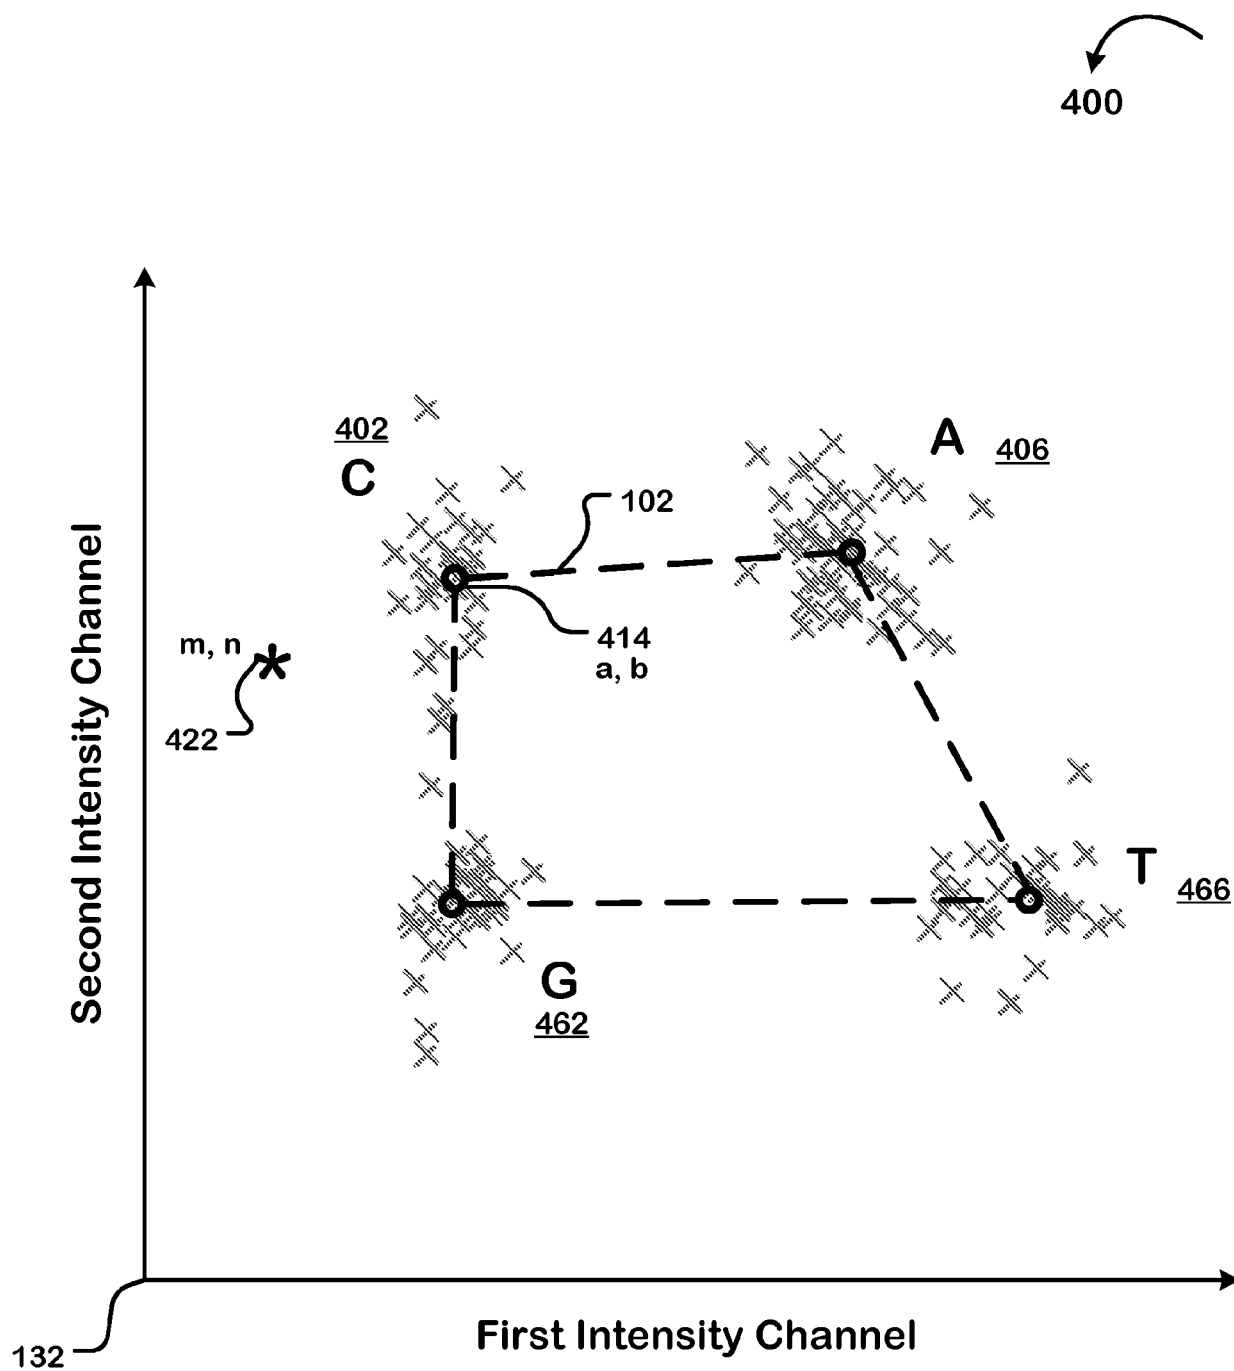 400
402
C
A
406
102
414
a, b
m, n
422
T
466
G
462
132
Second Intensity Channel
First Intensity Channel